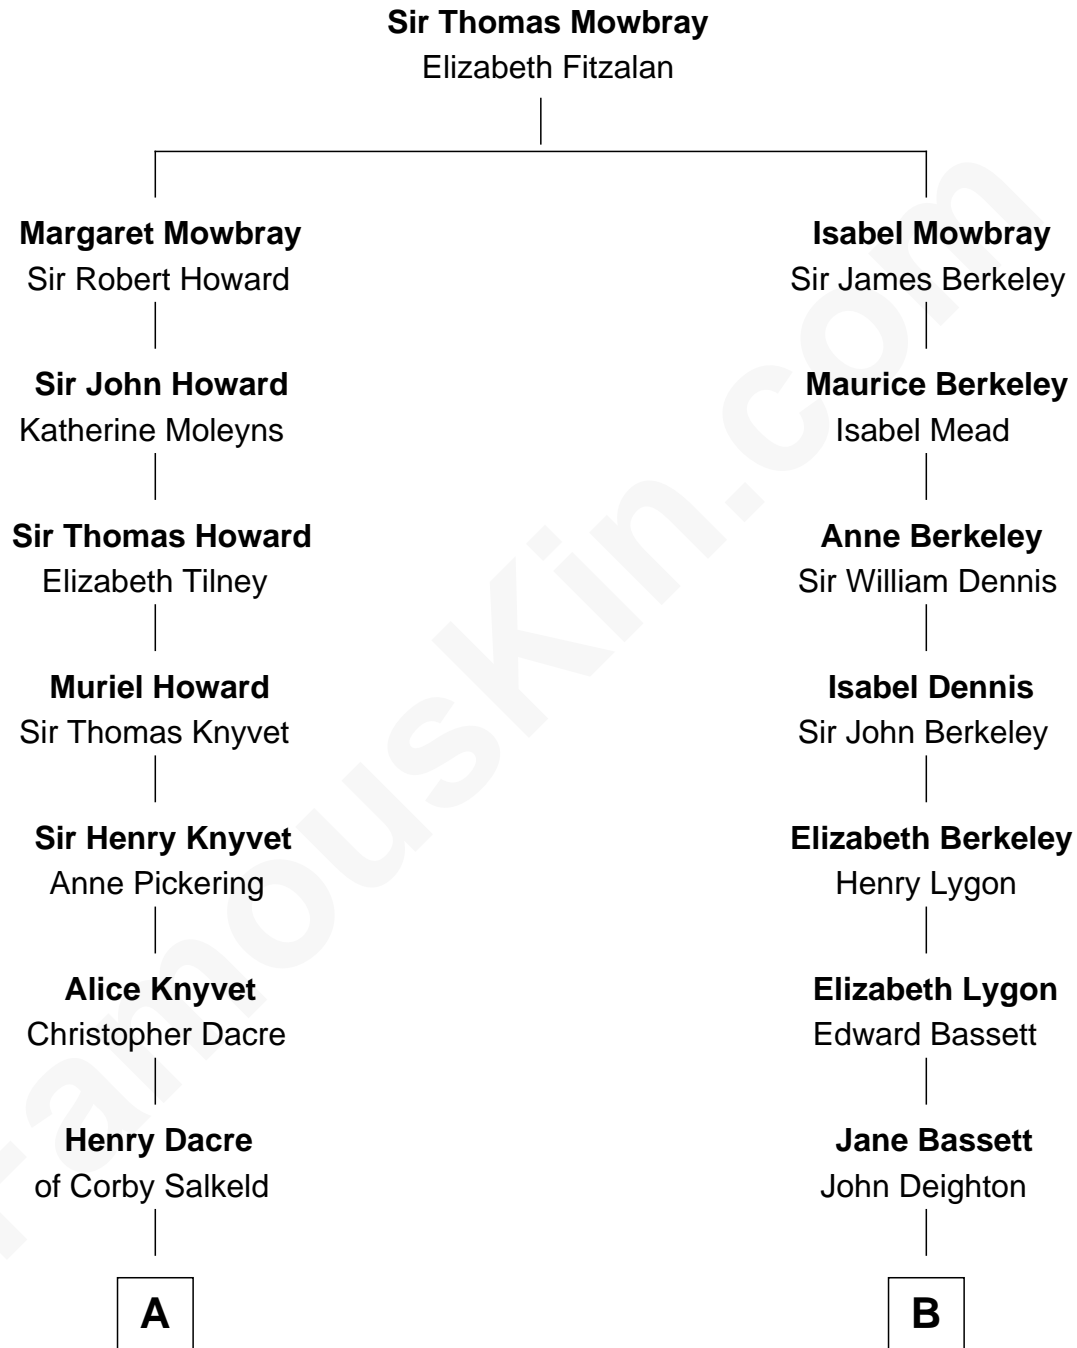 Sir Thomas Mowbray
Elizabeth Fitzalan
Margaret Mowbray
Sir Robert Howard
Isabel Mowbray
Sir James Berkeley
Sir John Howard
Katherine Moleyns
Maurice Berkeley
Isabel Mead
Sir Thomas Howard
Elizabeth Tilney
Anne Berkeley
Sir William Dennis
Muriel Howard
Sir Thomas Knyvet
Isabel Dennis
Sir John Berkeley
Sir Henry Knyvet
Anne Pickering
Elizabeth Berkeley
Henry Lygon
Alice Knyvet
Christopher Dacre
Elizabeth Lygon
Edward Bassett
Henry Dacre
of Corby Salkeld
Jane Bassett
John Deighton
A
B
FamousKin.com